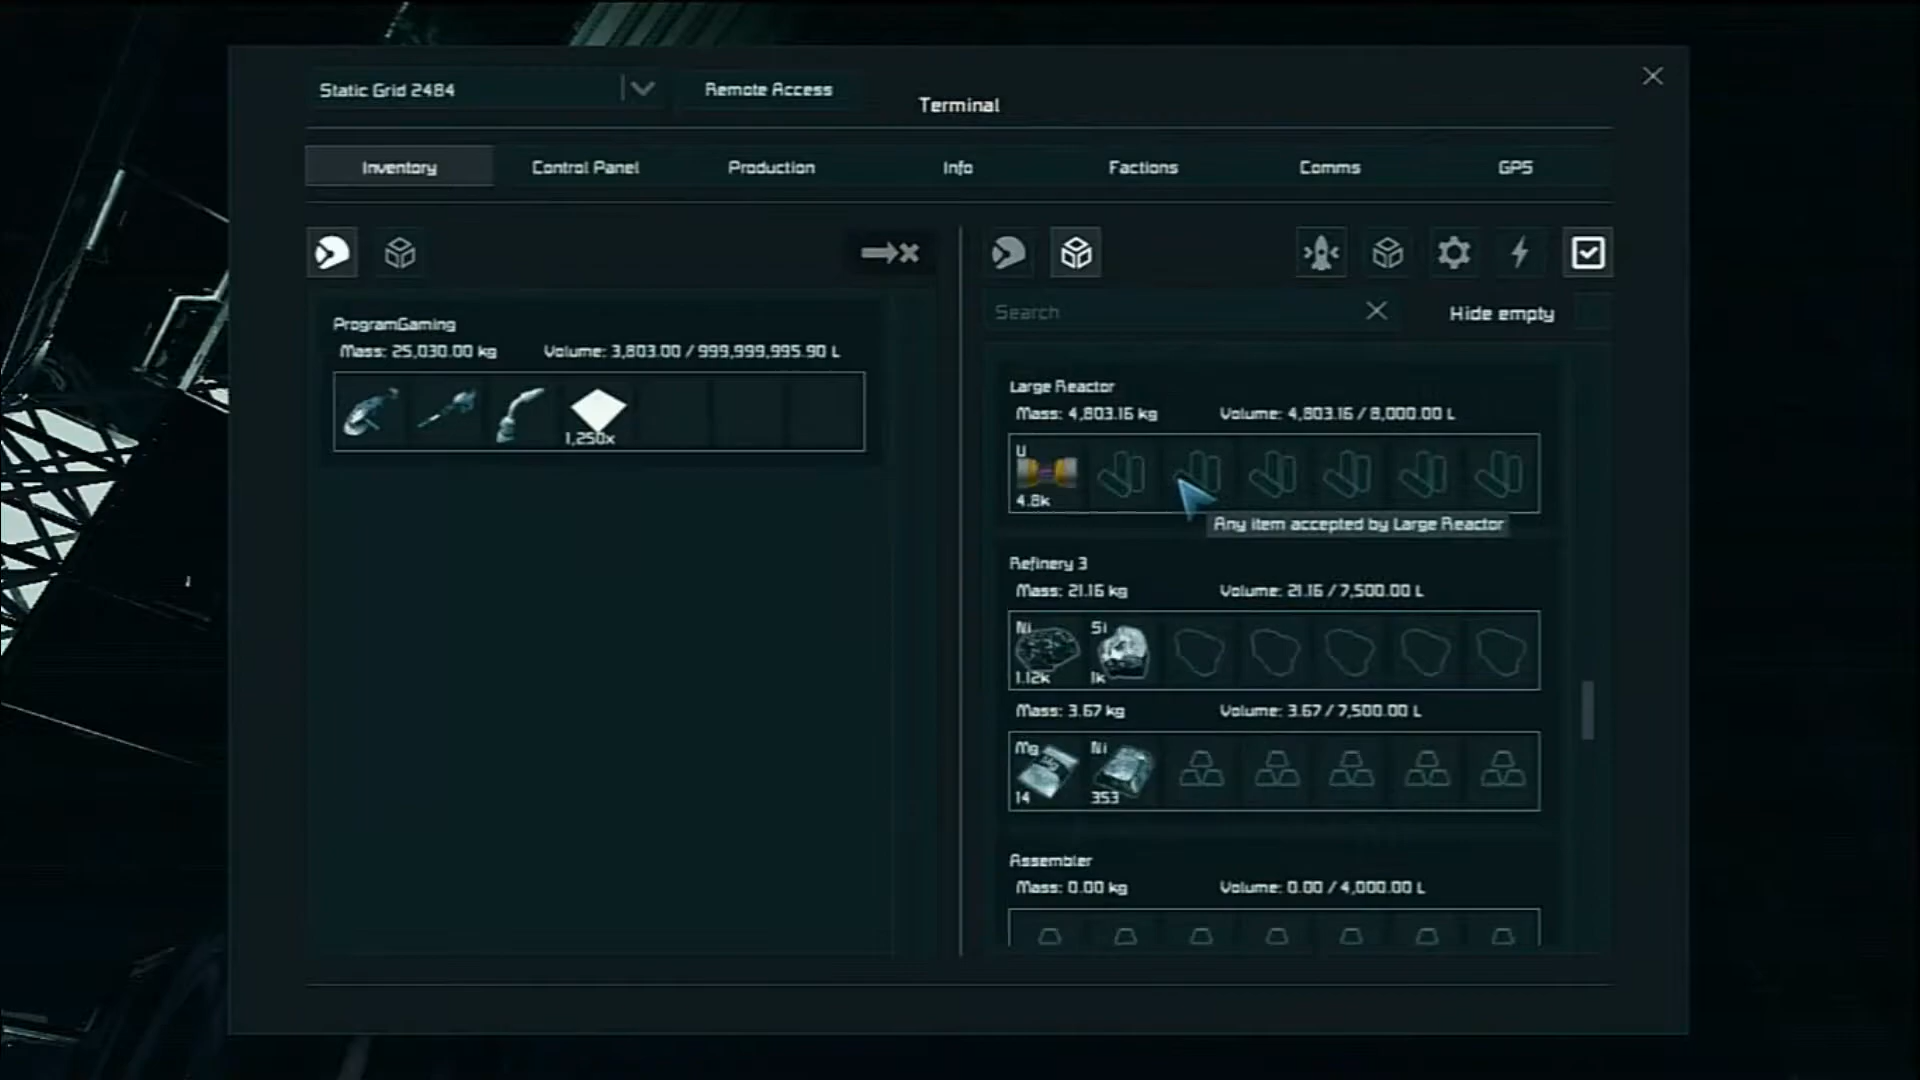 Static Grid 2484
Remote Access
Terminal
Inventory
Control Panel
Production
Info
Factions
Comms
GPS
Search
Hide empty
ProgramGaming
Mass: 25,030.00 kg
Volume: 3,803.00 / 999,999,995.90 L
1,250x
Large Reactor
Mass: 4,803.16 kg
Volume: 4,803.16 / 8,000.00 L
U
4.8k
Any item accepted by Large Reactor
Refinery 3
Mass: 21.16 kg
Volume: 21.16 / 7,500.00 L
Ni
Si
1.12k
1k
Mass: 3.67 kg
Volume: 3.67 / 7,500.00 L
Mg
Ni
14
353
Assembler
Mass: 0.00 kg
Volume: 0.00 / 4,000.00 L